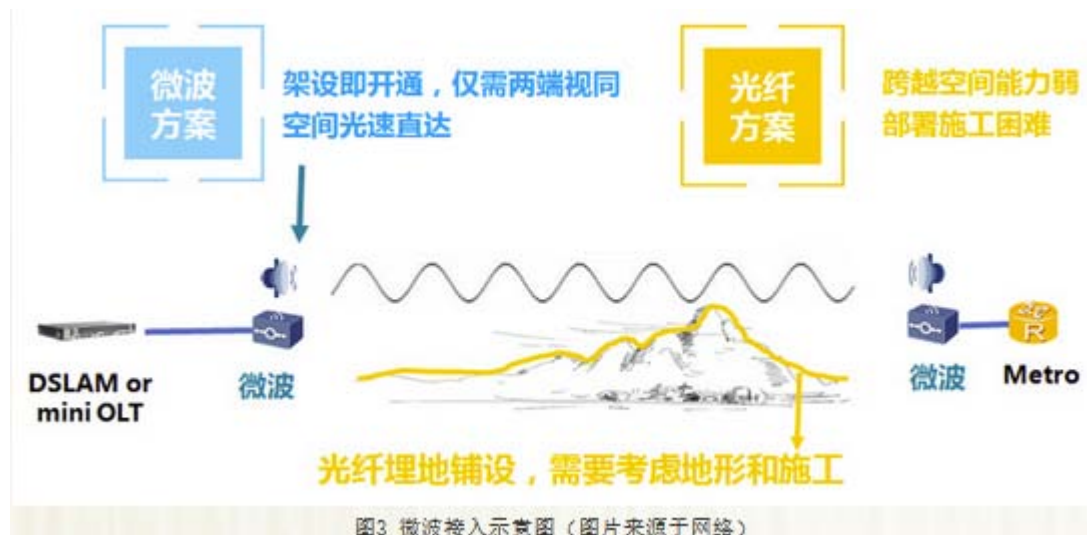 微波
方案
架设即开通，仅需两端视同
空间光速直达
光纤
方案
跨越空间能力弱
部署施工困难
DSLAM or
mini OLT
微波
微波
R
Metro
光纤埋地铺设，需要考虑地形和施工
图3 微波接入示意图（图片来源于网络）